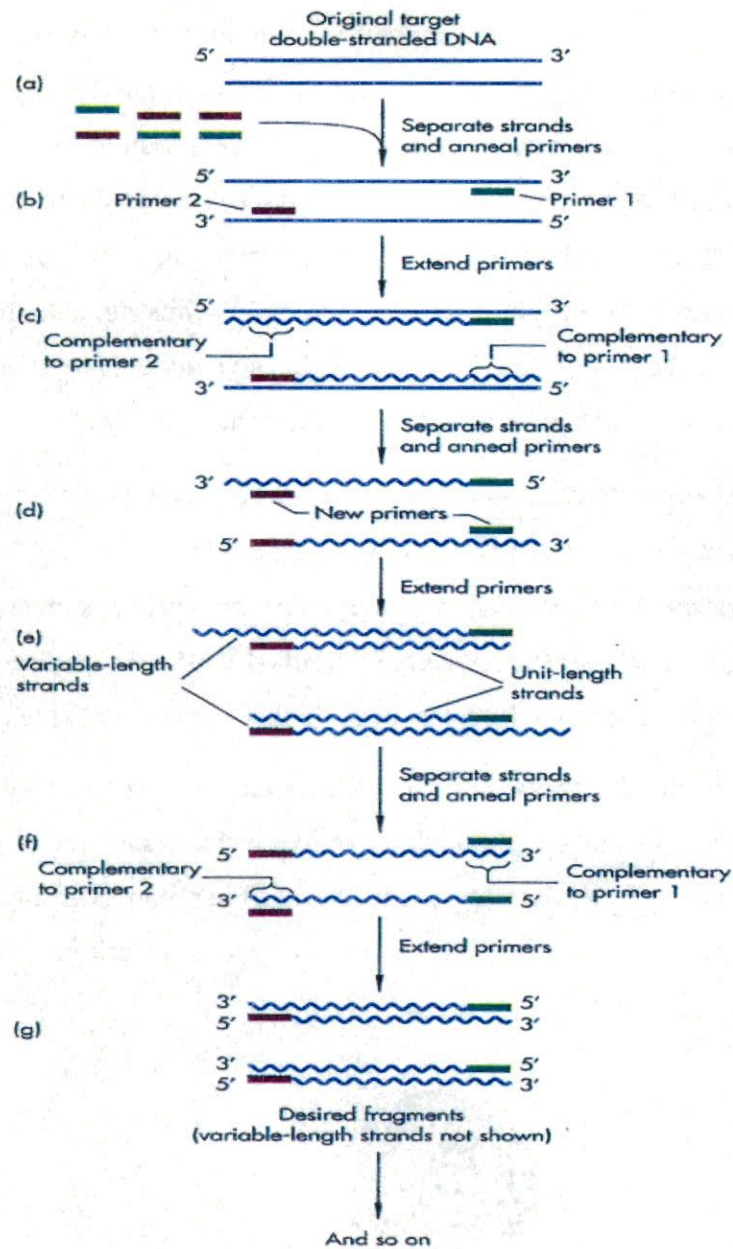 Original target
double-stranded DNA
5′ 3′
(a)
Separate strands
and anneal primers
5′ 3′
(b) Primer 2 Primer 1
3′ 5′
Extend primers
5′ 3′
(c)
Complementary
to primer 2
Complementary
to primer 1
3′ 5′
Separate strands
and anneal primers
3′ 5′
(d) New primers
5′ 3′
Extend primers
(e)
Variable-length
strands
Unit-length
strands
Separate strands
and anneal primers
(f)
5′ 3′
Complementary
to primer 2
Complementary
to primer 1
3′ 5′
Extend primers
3′ 5′
(g) 5′ 3′
3′ 5′
5′ 3′
Desired fragments
(variable-length strands not shown)
And so on